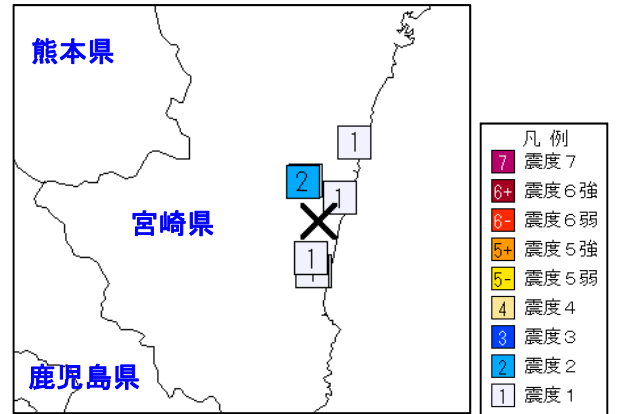 熊本県
1
2
1
宮崎県
1
1
鹿児島県
凡例
7 震度７
6+ 震度６強
6- 震度６弱
5+ 震度５強
5- 震度５弱
4 震度４
3 震度３
2 震度２
1 震度１